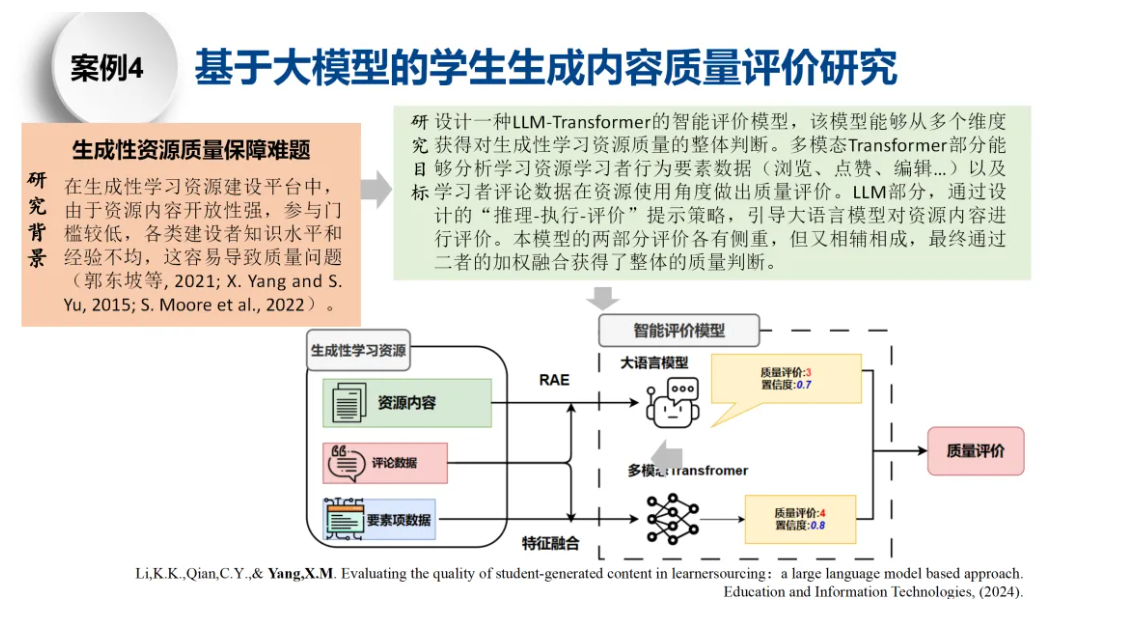 案例4
基于大模型的学生生成内容质量评价研究
研究背景
生成性资源质量保障难题
在生成性学习资源建设平台中，
由于资源内容开放性强，参与门
槛较低，各类建设者知识水平和
经验不均，这容易导致质量问题
（郭东坡等, 2021; X. Yang and S.
Yu, 2015; S. Moore et al., 2022）。
研究目标
设计一种LLM-Transformer的智能评价模型，该模型能够从多个维度
获得对生成性学习资源质量的整体判断。多模态Transformer部分能
够分析学习资源学习者行为要素数据（浏览、点赞、编辑...）以及
学习者评论数据在资源使用角度做出质量评价。LLM部分，通过设
计的“推理-执行-评价”提示策略，引导大语言模型对资源内容进
行评价。本模型的两部分评价各有侧重，但又相辅相成，最终通过
二者的加权融合获得了整体的质量判断。
生成性学习资源
资源内容
评论数据
要素项数据
RAE
特征融合
智能评价模型
大语言模型
质量评价:3
置信度:0.7
多模态Transfromer
质量评价:4
置信度:0.8
质量评价
Li,K.K.,Qian,C.Y.,& Yang,X.M. Evaluating the quality of student-generated content in learnersourcing：a large language model based approach.
Education and Information Technologies, (2024).